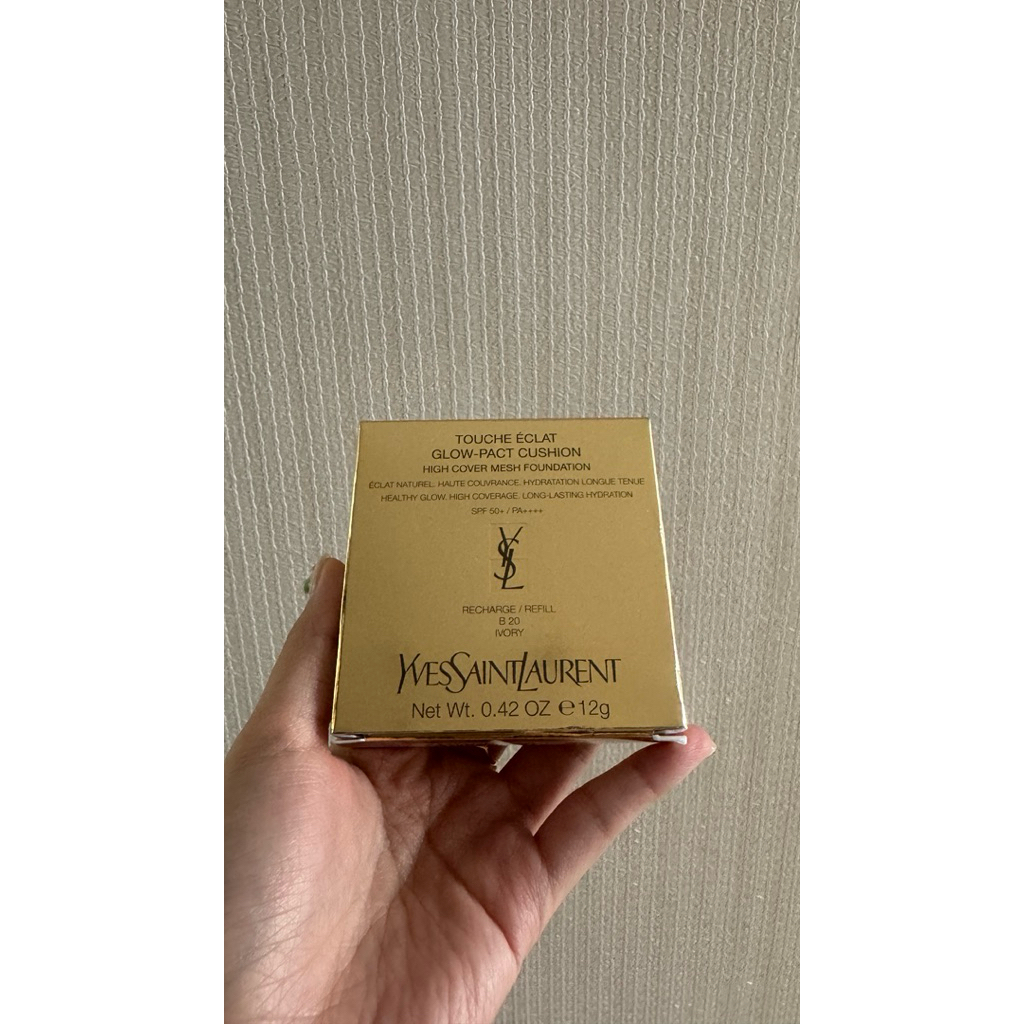 TOUCHE ÉCLAT
GLOW-PACT CUSHION
HIGH COVER MESH FOUNDATION
ÉCLAT NATUREL. HAUTE COUVRANCE. HYDRATATION LONGUE TENUE
HEALTHY GLOW. HIGH COVERAGE. LONG-LASTING HYDRATION
SPF 50+ / PA++++
YSL
RECHARGE / REFILL
B 20
IVORY
YVESSAINTLAURENT
Net Wt. 0.42 OZ ℮ 12g